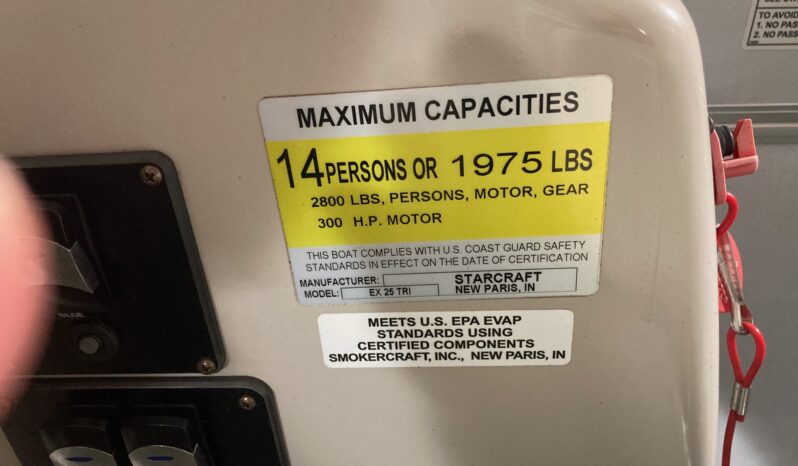 MAXIMUM CAPACITIES
14 PERSONS OR 1975 LBS
2800 LBS, PERSONS, MOTOR, GEAR
300 H.P. MOTOR
THIS BOAT COMPLIES WITH U.S. COAST GUARD SAFETY
STANDARDS IN EFFECT ON THE DATE OF CERTIFICATION
MANUFACTURER: STARCRAFT
MODEL: EX 25 TRI NEW PARIS, IN
MEETS U.S. EPA EVAP
STANDARDS USING
CERTIFIED COMPONENTS
SMOKERCRAFT, INC., NEW PARIS, IN
TO AVOID
1. NO PAS
2. NO PASS